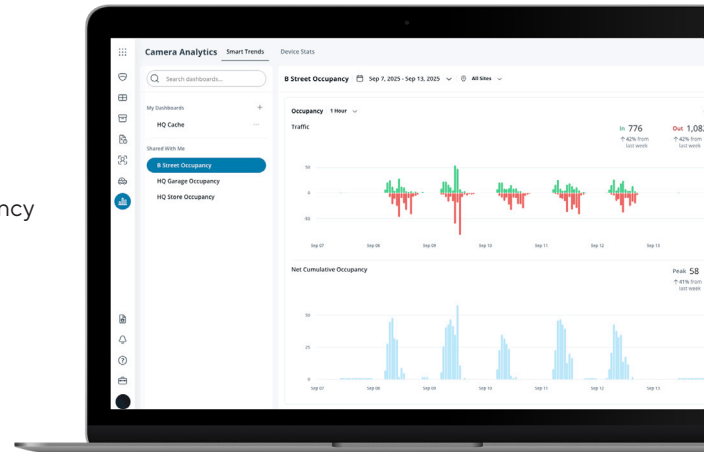 ncy
Camera Analytics Smart Trends Device Stats
Search dashboards...
My Dashboards +
HQ Cache ...
Shared With Me
B Street Occupancy
HQ Garage Occupancy
HQ Store Occupancy
B Street Occupancy Sep 7, 2025 - Sep 13, 2025 All Sites
Occupancy 1 Hour
Traffic
In 776 Out 1,082
↑ 42% from ↑ 42% from
last week last week
50
0
-50
Sep 07 Sep 08 Sep 09 Sep 10 Sep 11 Sep 12 Sep 13
Net Cumulative Occupancy
Peak 58
↑ 41% from
last week
50
25
0
Sep 07 Sep 08 Sep 09 Sep 10 Sep 11 Sep 12 Sep 13